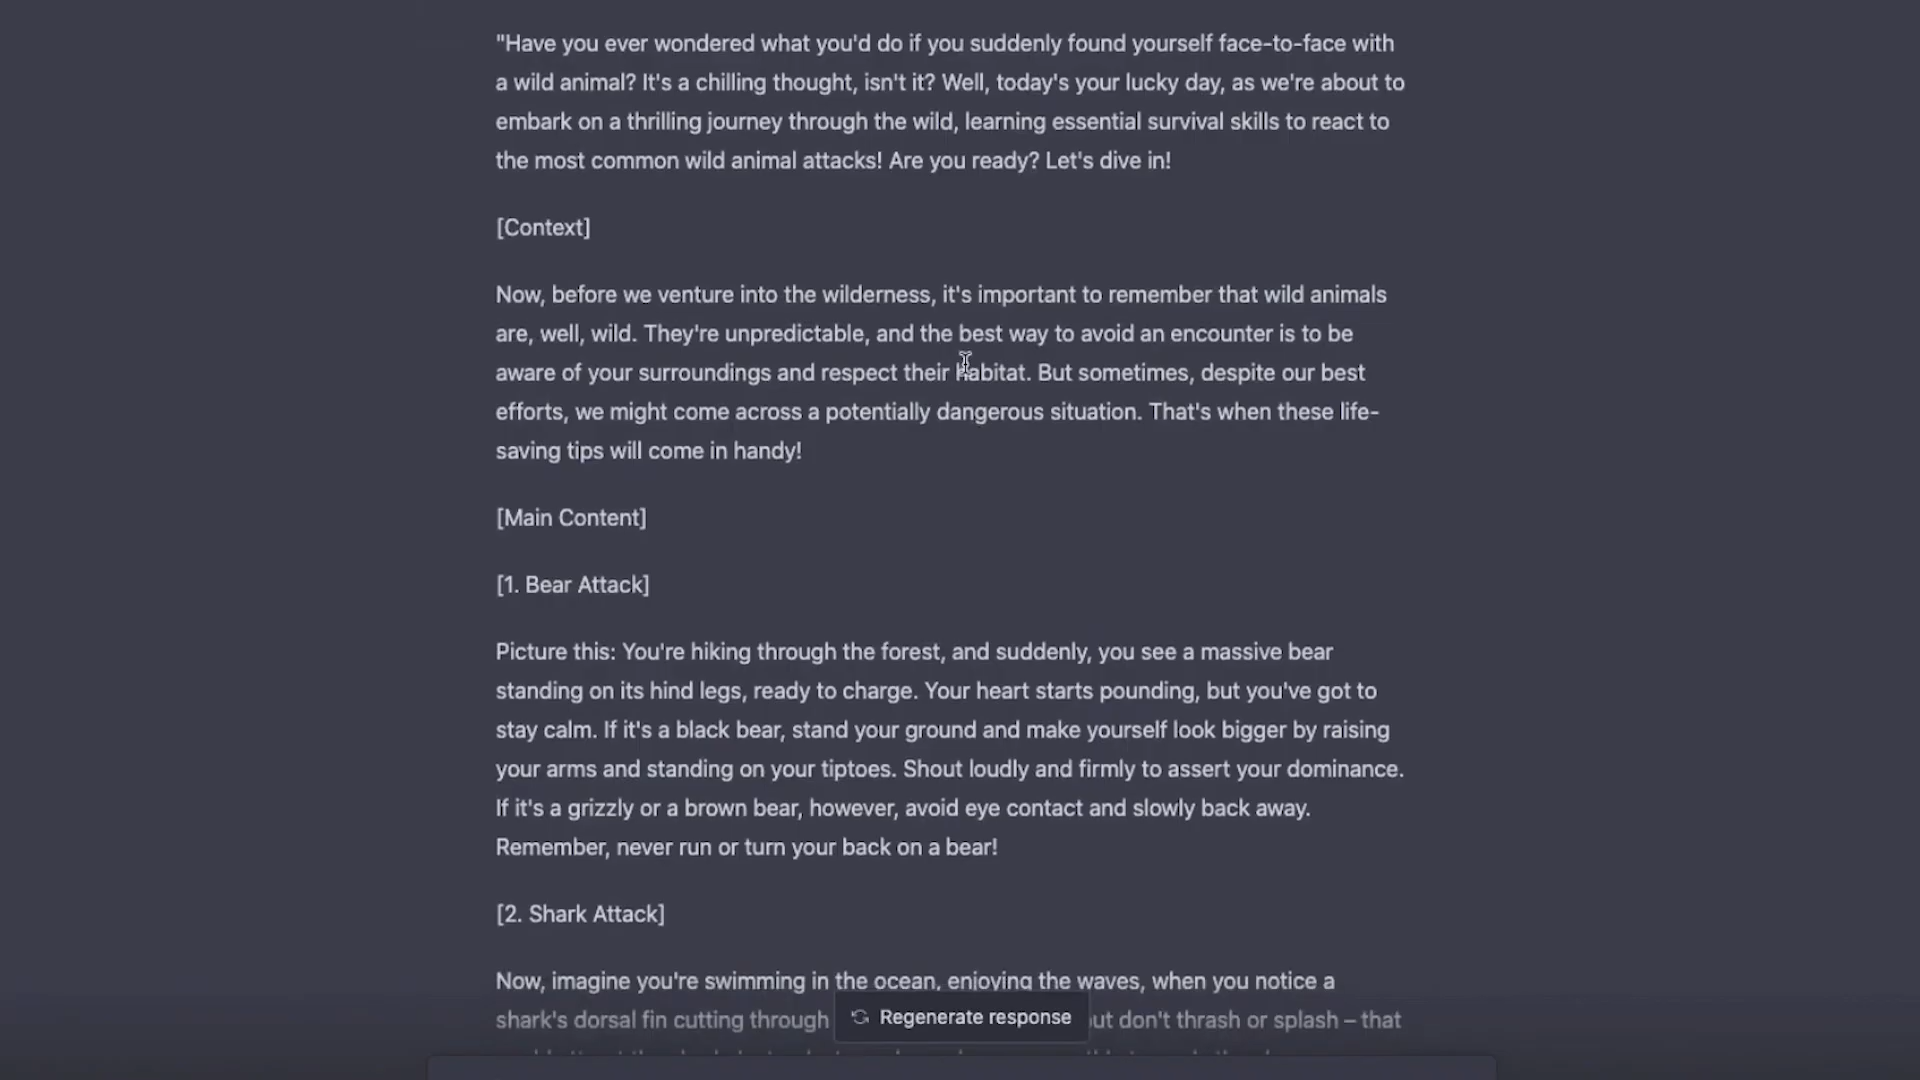 "Have you ever wondered what you'd do if you suddenly found yourself face-to-face with
a wild animal? It's a chilling thought, isn't it? Well, today's your lucky day, as we're about to
embark on a thrilling journey through the wild, learning essential survival skills to react to
the most common wild animal attacks! Are you ready? Let's dive in!
[Context]
Now, before we venture into the wilderness, it's important to remember that wild animals
are, well, wild. They're unpredictable, and the best way to avoid an encounter is to be
aware of your surroundings and respect their habitat. But sometimes, despite our best
efforts, we might come across a potentially dangerous situation. That's when these life-
saving tips will come in handy!
[Main Content]
[1. Bear Attack]
Picture this: You're hiking through the forest, and suddenly, you see a massive bear
standing on its hind legs, ready to charge. Your heart starts pounding, but you've got to
stay calm. If it's a black bear, stand your ground and make yourself look bigger by raising
your arms and standing on your tiptoes. Shout loudly and firmly to assert your dominance.
If it's a grizzly or a brown bear, however, avoid eye contact and slowly back away.
Remember, never run or turn your back on a bear!
[2. Shark Attack]
Now, imagine you're swimming in the ocean, enjoying the waves, when you notice a
shark's dorsal fin cutting through
Regenerate response
don't thrash or splash – that